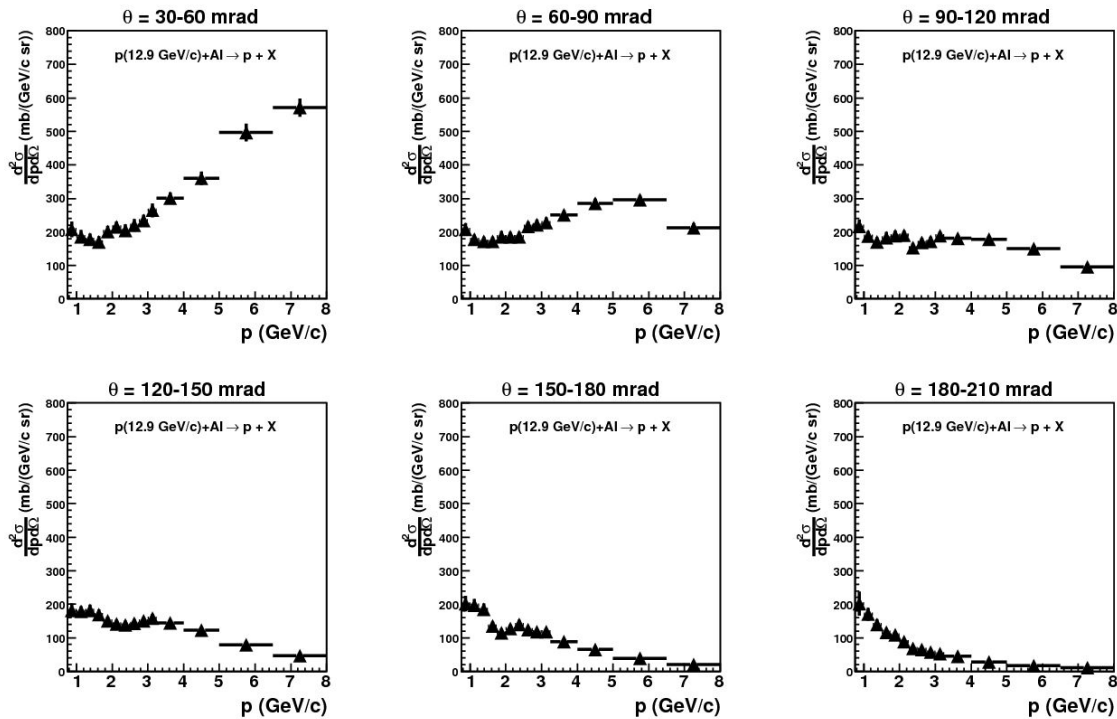 θ = 30-60 mrad
p(12.9 GeV/c)+Al → p + X
d²σ
dpdΩ (mb/(GeV/c sr))
800
700
600
500
400
300
200
100
0
1 2 3 4 5 6 7 8
p (GeV/c)
θ = 60-90 mrad
p(12.9 GeV/c)+Al → p + X
d²σ
dpdΩ (mb/(GeV/c sr))
800
700
600
500
400
300
200
100
0
1 2 3 4 5 6 7 8
p (GeV/c)
θ = 90-120 mrad
p(12.9 GeV/c)+Al → p + X
d²σ
dpdΩ (mb/(GeV/c sr))
800
700
600
500
400
300
200
100
0
1 2 3 4 5 6 7 8
p (GeV/c)
θ = 120-150 mrad
p(12.9 GeV/c)+Al → p + X
d²σ
dpdΩ (mb/(GeV/c sr))
800
700
600
500
400
300
200
100
0
1 2 3 4 5 6 7 8
p (GeV/c)
θ = 150-180 mrad
p(12.9 GeV/c)+Al → p + X
d²σ
dpdΩ (mb/(GeV/c sr))
800
700
600
500
400
300
200
100
0
1 2 3 4 5 6 7 8
p (GeV/c)
θ = 180-210 mrad
p(12.9 GeV/c)+Al → p + X
d²σ
dpdΩ (mb/(GeV/c sr))
800
700
600
500
400
300
200
100
0
1 2 3 4 5 6 7 8
p (GeV/c)